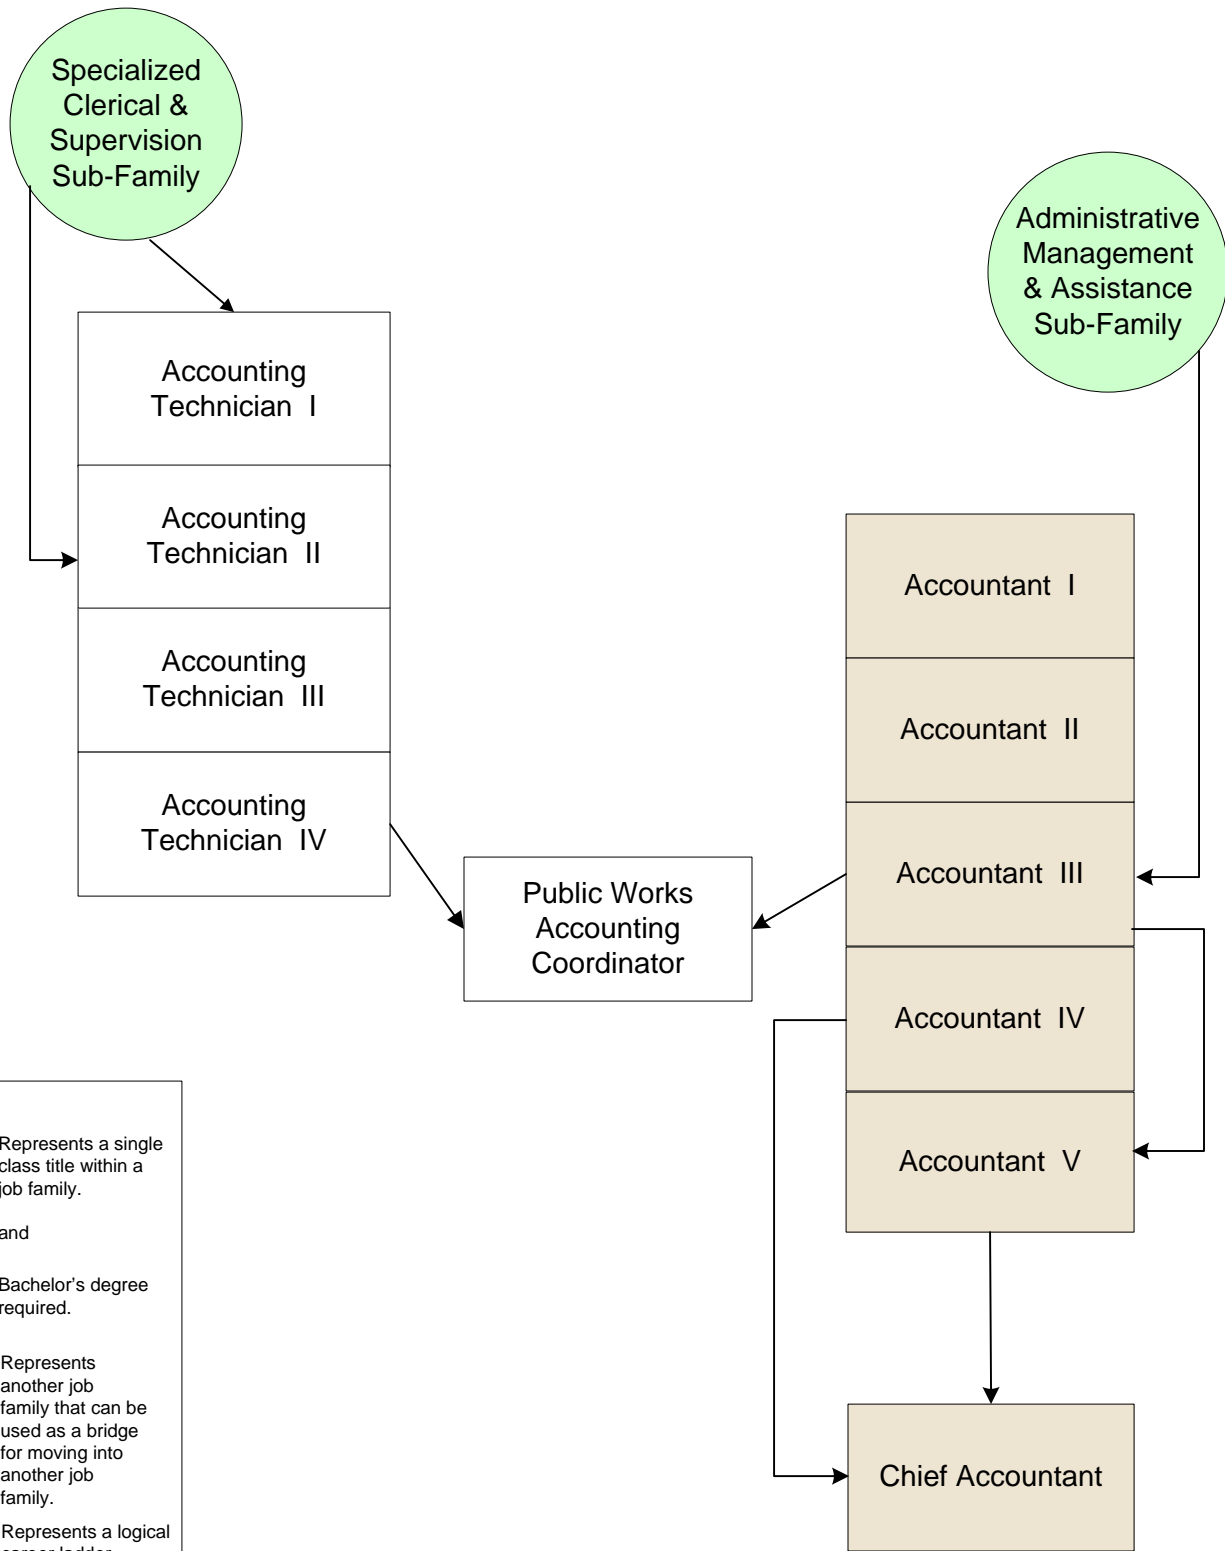 Specialized
Clerical &
Supervision
Sub-Family
Administrative
Management
& Assistance
Sub-Family
Accounting
Technician I
Accounting
Technician II
Accounting
Technician III
Accounting
Technician IV
Public Works
Accounting
Coordinator
Accountant I
Accountant II
Accountant III
Accountant IV
Accountant V
Chief Accountant
Represents a single
class title within a
job family.
and
Bachelor’s degree
required.
Represents
another job
family that can be
used as a bridge
for moving into
another job
family.
Represents a logical
career ladder